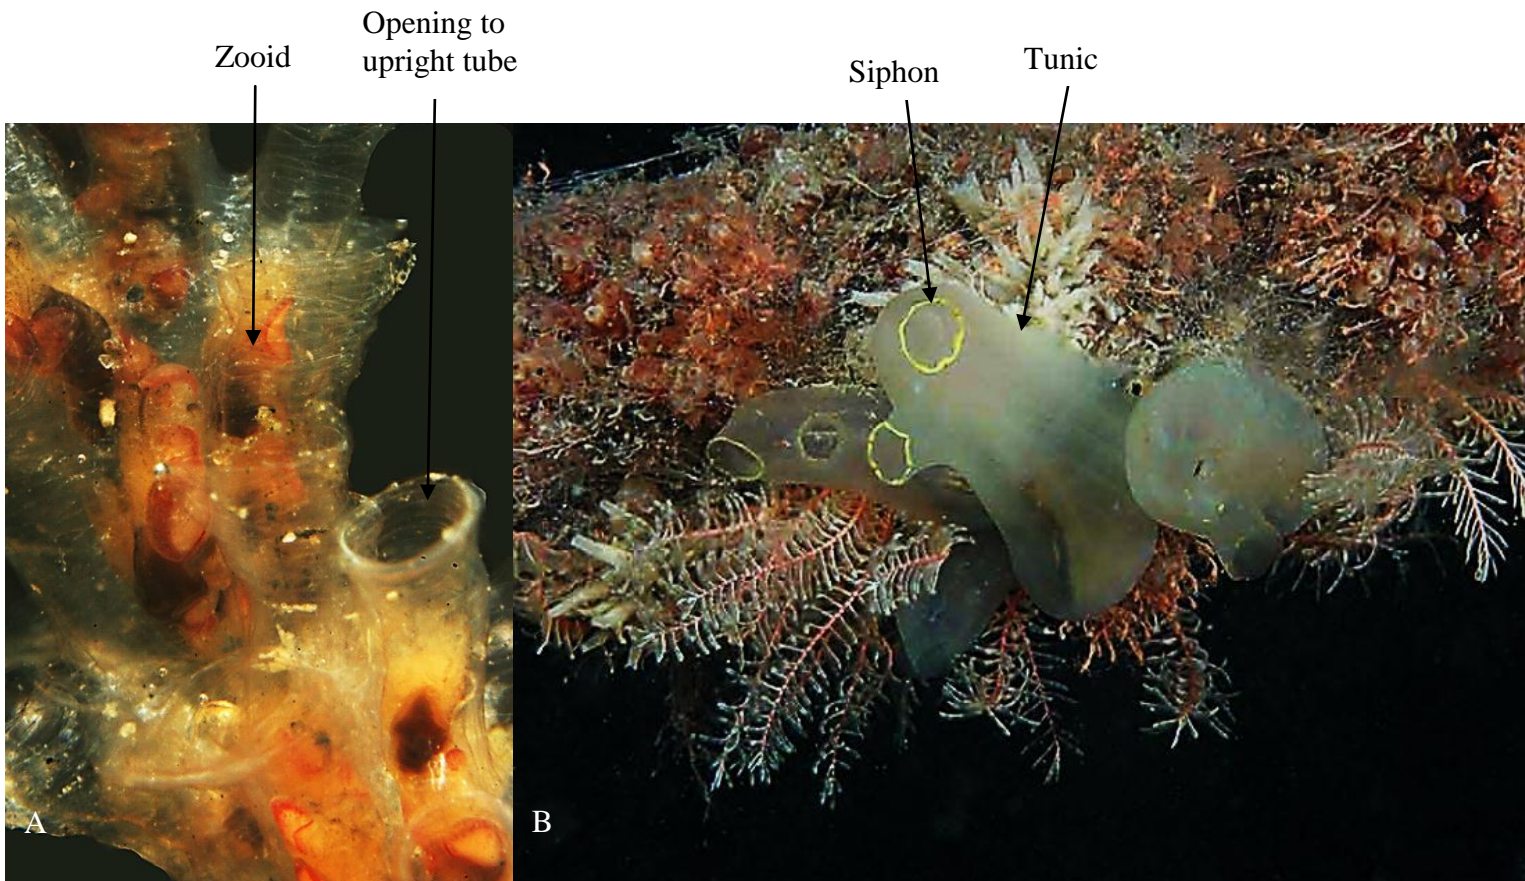 Zooid
Opening to
upright tube
Siphon
Tunic
A
B